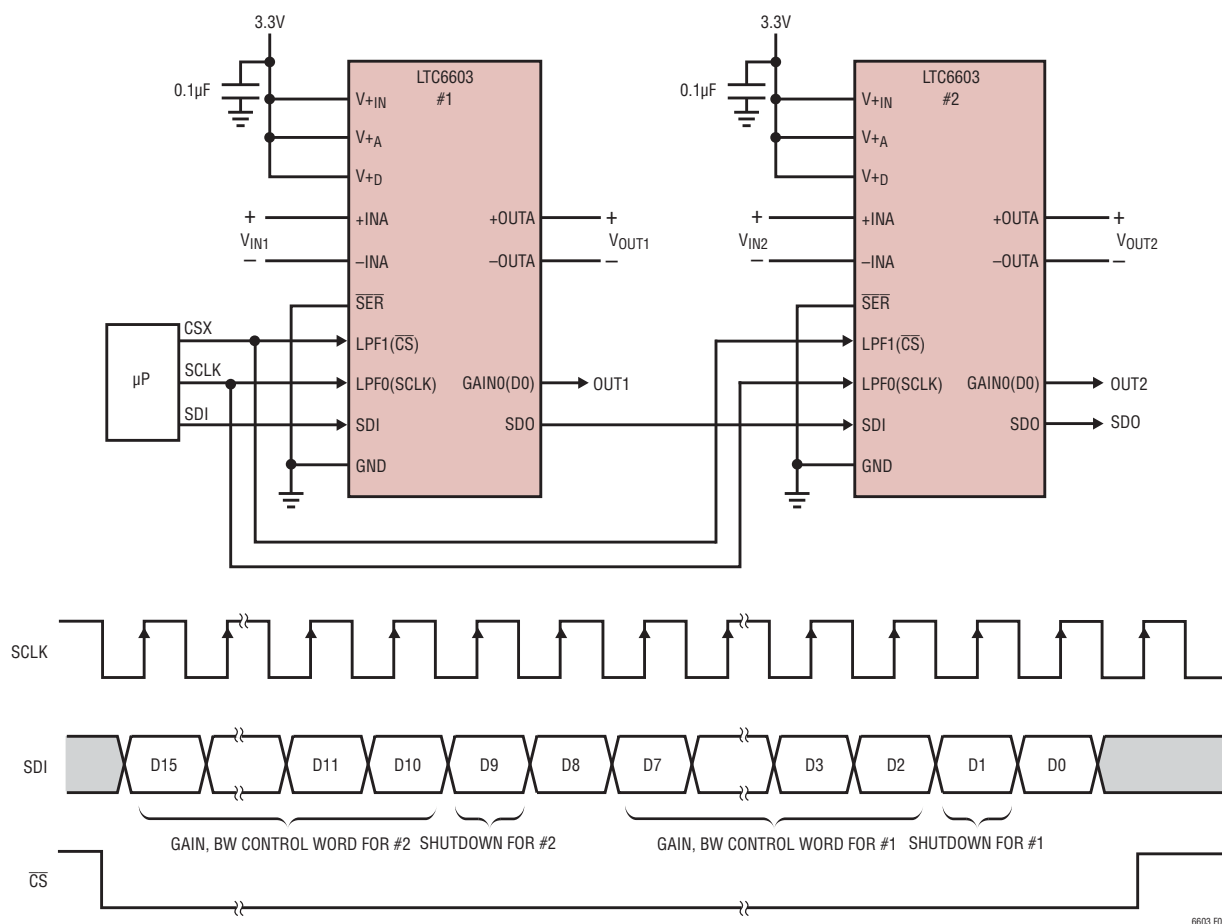 3.3V
3.3V
0.1µF
0.1µF
LTC6603
#1
LTC6603
#2
V+IN
V+A
V+D
+INA
–INA
SER
LPF1(CS)
LPF0(SCLK)
SDI
GND
+OUTA
–OUTA
GAIN0(D0)
SDO
+
VIN1
–
+
VOUT1
–
OUT1
µP
CSX
SCLK
SDI
V+IN
V+A
V+D
+INA
–INA
SER
LPF1(CS)
LPF0(SCLK)
SDI
GND
+OUTA
–OUTA
GAIN0(D0)
SDO
+
VIN2
–
+
VOUT2
–
OUT2
SDO
SCLK
SDI
D15 D11 D10 D9 D8 D7 D3 D2 D1 D0
GAIN, BW CONTROL WORD FOR #2 SHUTDOWN FOR #2 GAIN, BW CONTROL WORD FOR #1 SHUTDOWN FOR #1
CS